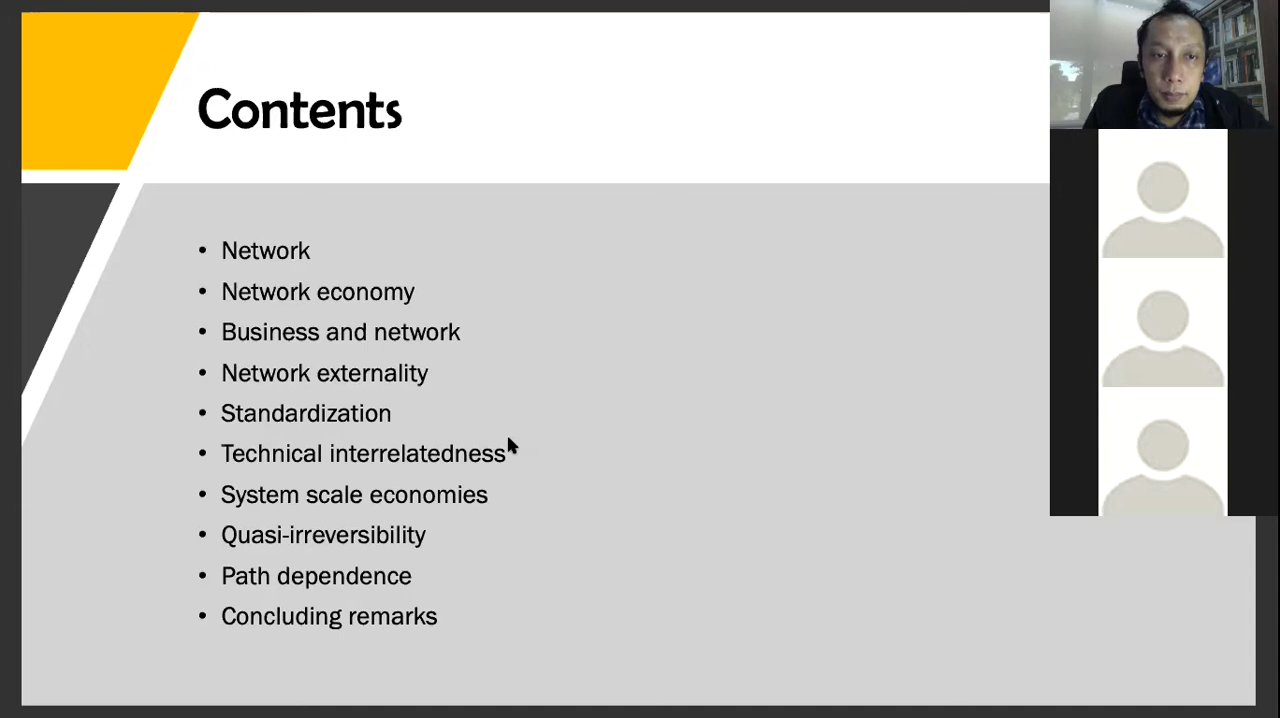 Contents
• Network
• Network economy
• Business and network
• Network externality
• Standardization
• Technical interrelatedness
• System scale economies
• Quasi-irreversibility
• Path dependence
• Concluding remarks